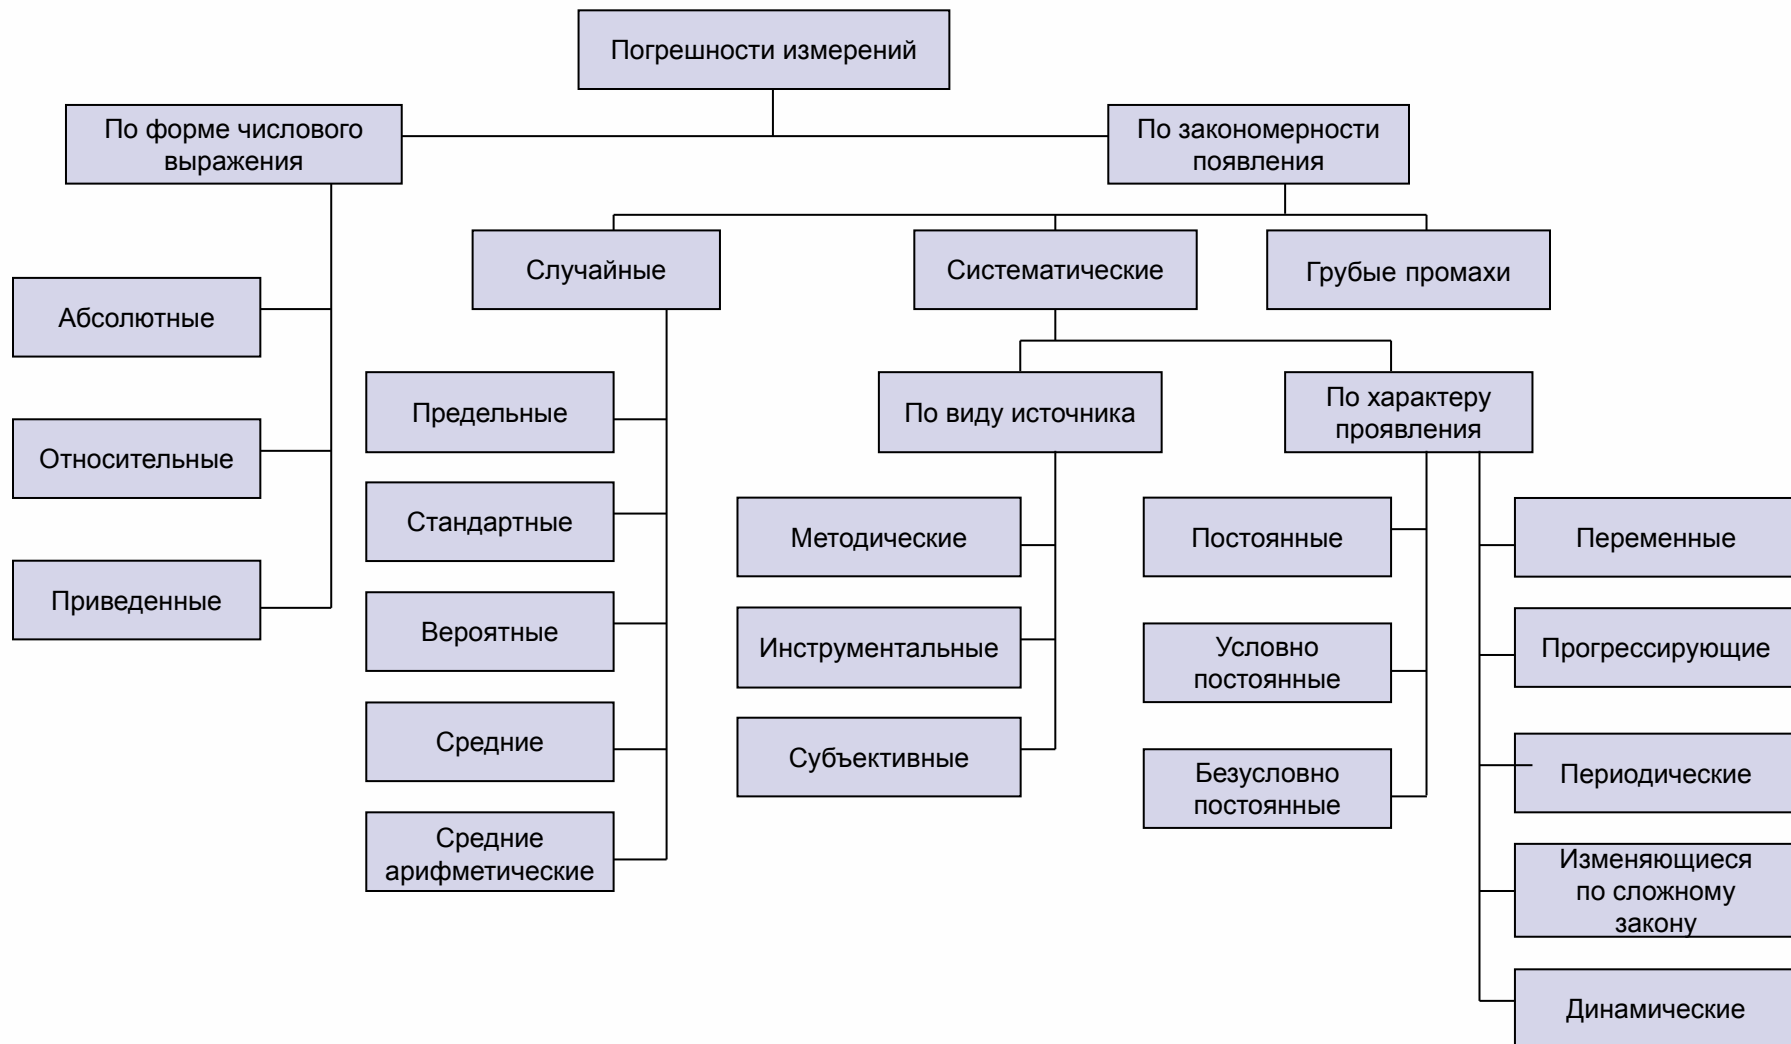 Погрешности измерений
По форме числового
выражения
По закономерности
появления
Случайные
Систематические
Грубые промахи
Абсолютные
Относительные
Приведенные
Предельные
Стандартные
Вероятные
Средние
Средние
арифметические
По виду источника
По характеру
проявления
Методические
Инструментальные
Субъективные
Постоянные
Условно
постоянные
Безусловно
постоянные
Переменные
Прогрессирующие
Периодические
Изменяющиеся
по сложному
закону
Динамические